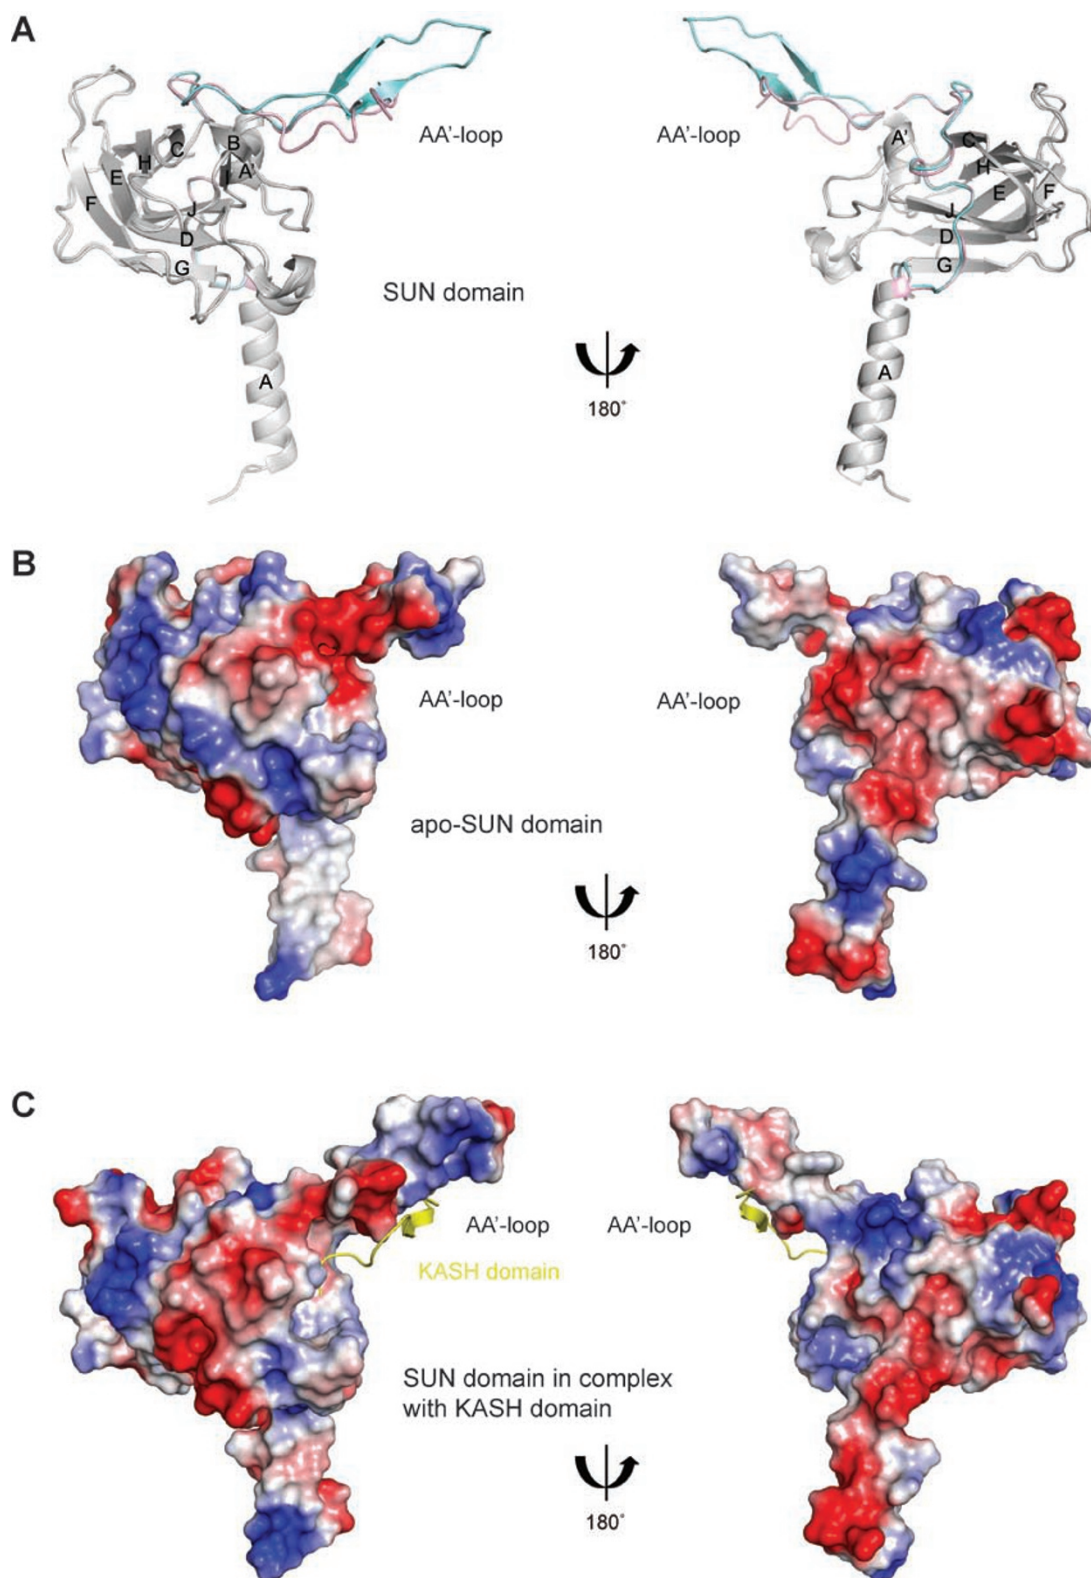 A
AA'-loop
AA'-loop
B
A'
I
C
H
E
F
J
D
G
A'
C
H
E
F
J
D
G
SUN domain
A
A
180°
B
AA'-loop
AA'-loop
apo-SUN domain
180°
C
AA'-loop
AA'-loop
KASH domain
SUN domain in complex
with KASH domain
180°